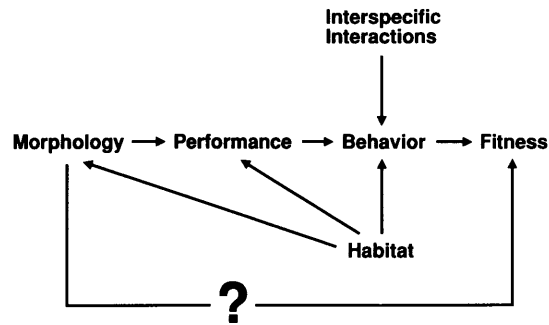 Interspecific
Interactions
Morphology Performance Behavior Fitness
Habitat
?